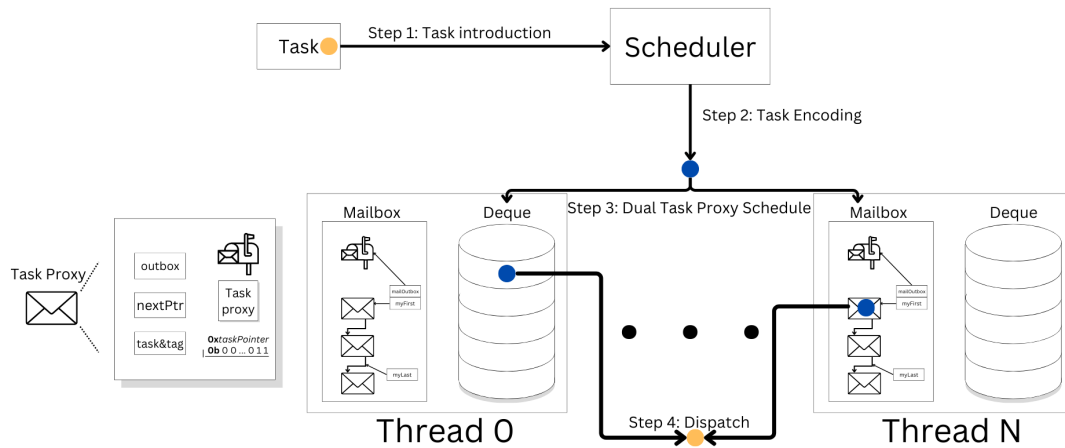 Task
Step 1: Task introduction
Scheduler
Step 2: Task Encoding
Step 3: Dual Task Proxy Schedule
Mailbox
Deque
mailOutbox
myFirst
myLast
Thread 0
Mailbox
Deque
mailOutbox
myFirst
myLast
Thread N
Task Proxy
outbox
nextPtr
Task
proxy
task&tag
0xtaskPointer
0b 0 0 ... 0 1 1
Step 4: Dispatch